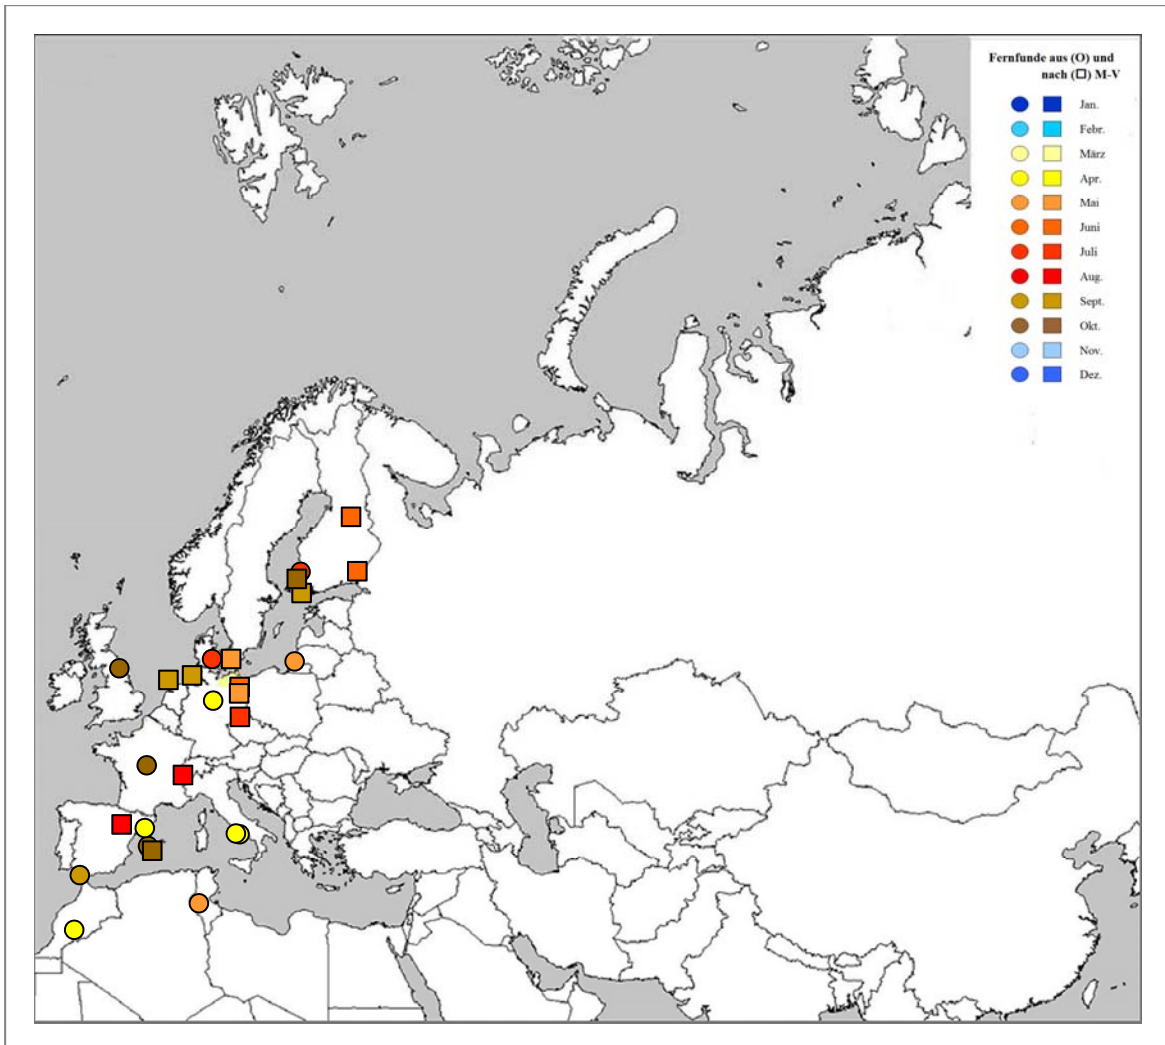 Fernfunde aus (O) und
nach (□) M-V
Jan.
Febr.
März
Apr.
Mai
Juni
Juli
Aug.
Sept.
Okt.
Nov.
Dez.